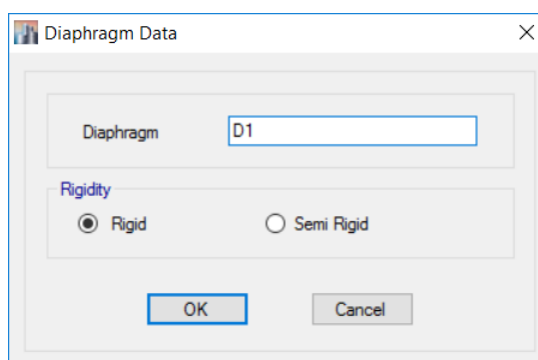 Diaphragm Data
Diaphragm D1
Rigidity
Rigid Semi Rigid
OK Cancel